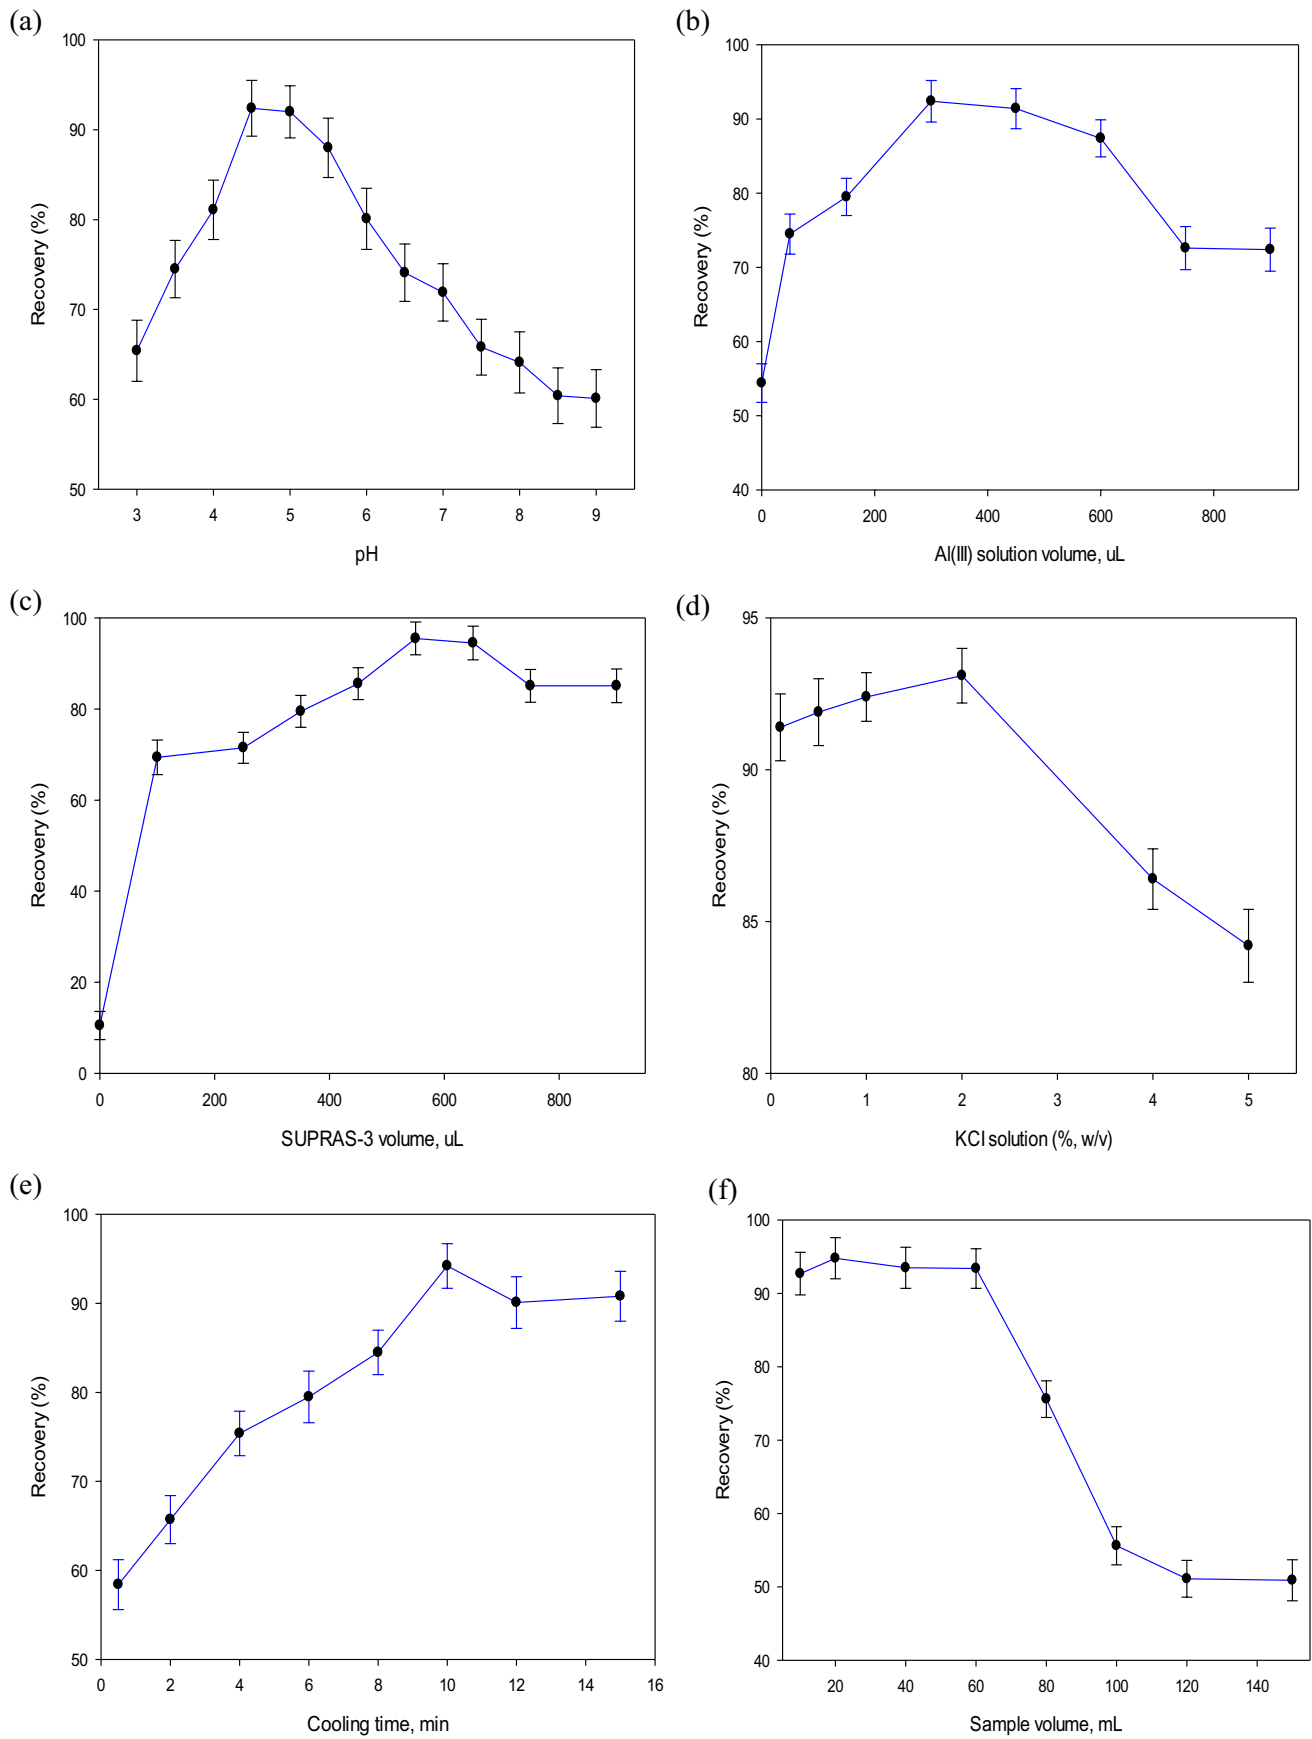 (a)
100
90
80
70
60
50
Recovery (%)
3 4 5 6 7 8 9
pH
(b)
100
90
80
70
60
50
40
Recovery (%)
0 200 400 600 800
Al(III) solution volume, uL
(c)
100
80
60
40
20
0
Recovery (%)
0 200 400 600 800
SUPRAS-3 volume, uL
(d)
95
90
85
80
Recovery (%)
0 1 2 3 4 5
KCl solution (%, w/v)
(e)
100
90
80
70
60
50
Recovery (%)
0 2 4 6 8 10 12 14 16
Cooling time, min
(f)
100
90
80
70
60
50
40
Recovery (%)
20 40 60 80 100 120 140
Sample volume, mL